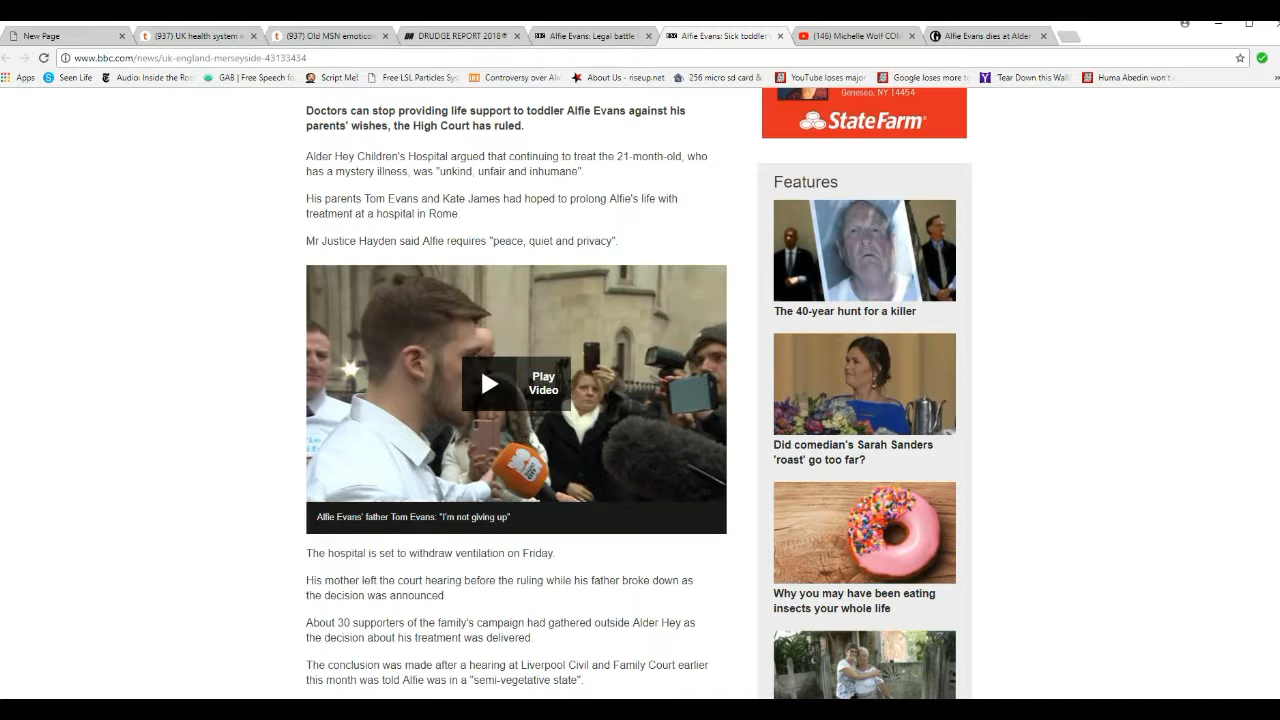 New Page
(937) UK health system e
(937) Old MSN emoticon
DRUDGE REPORT 2018®
Alfie Evans: Legal battle
Alfie Evans: Sick toddler
(146) Michelle Wolf COM
Alfie Evans dies at Alder
www.bbc.com/news/uk-england-merseyside-43133434
Apps
Seen Life
Audio: Inside the Ro
GAB | Free Speech fo
Script Me!
Free LSL Particles Sys
Controversy over Alic
About Us - riseup.net
256 micro sd card &
YouTube loses major
Google loses more to
'Tear Down this Wall
Huma Abedin won't
Geneseo, NY 14454
StateFarm
Doctors can stop providing life support to toddler Alfie Evans against his
parents' wishes, the High Court has ruled.
Alder Hey Children's Hospital argued that continuing to treat the 21-month-old, who
has a mystery illness, was "unkind, unfair and inhumane".
His parents Tom Evans and Kate James had hoped to prolong Alfie's life with
treatment at a hospital in Rome.
Mr Justice Hayden said Alfie requires "peace, quiet and privacy".
Play
Video
Alfie Evans' father Tom Evans: "I'm not giving up"
The hospital is set to withdraw ventilation on Friday.
His mother left the court hearing before the ruling while his father broke down as
the decision was announced.
About 30 supporters of the family's campaign had gathered outside Alder Hey as
the decision about his treatment was delivered.
The conclusion was made after a hearing at Liverpool Civil and Family Court earlier
this month was told Alfie was in a "semi-vegetative state".
Features
The 40-year hunt for a killer
Did comedian's Sarah Sanders
'roast' go too far?
Why you may have been eating
insects your whole life